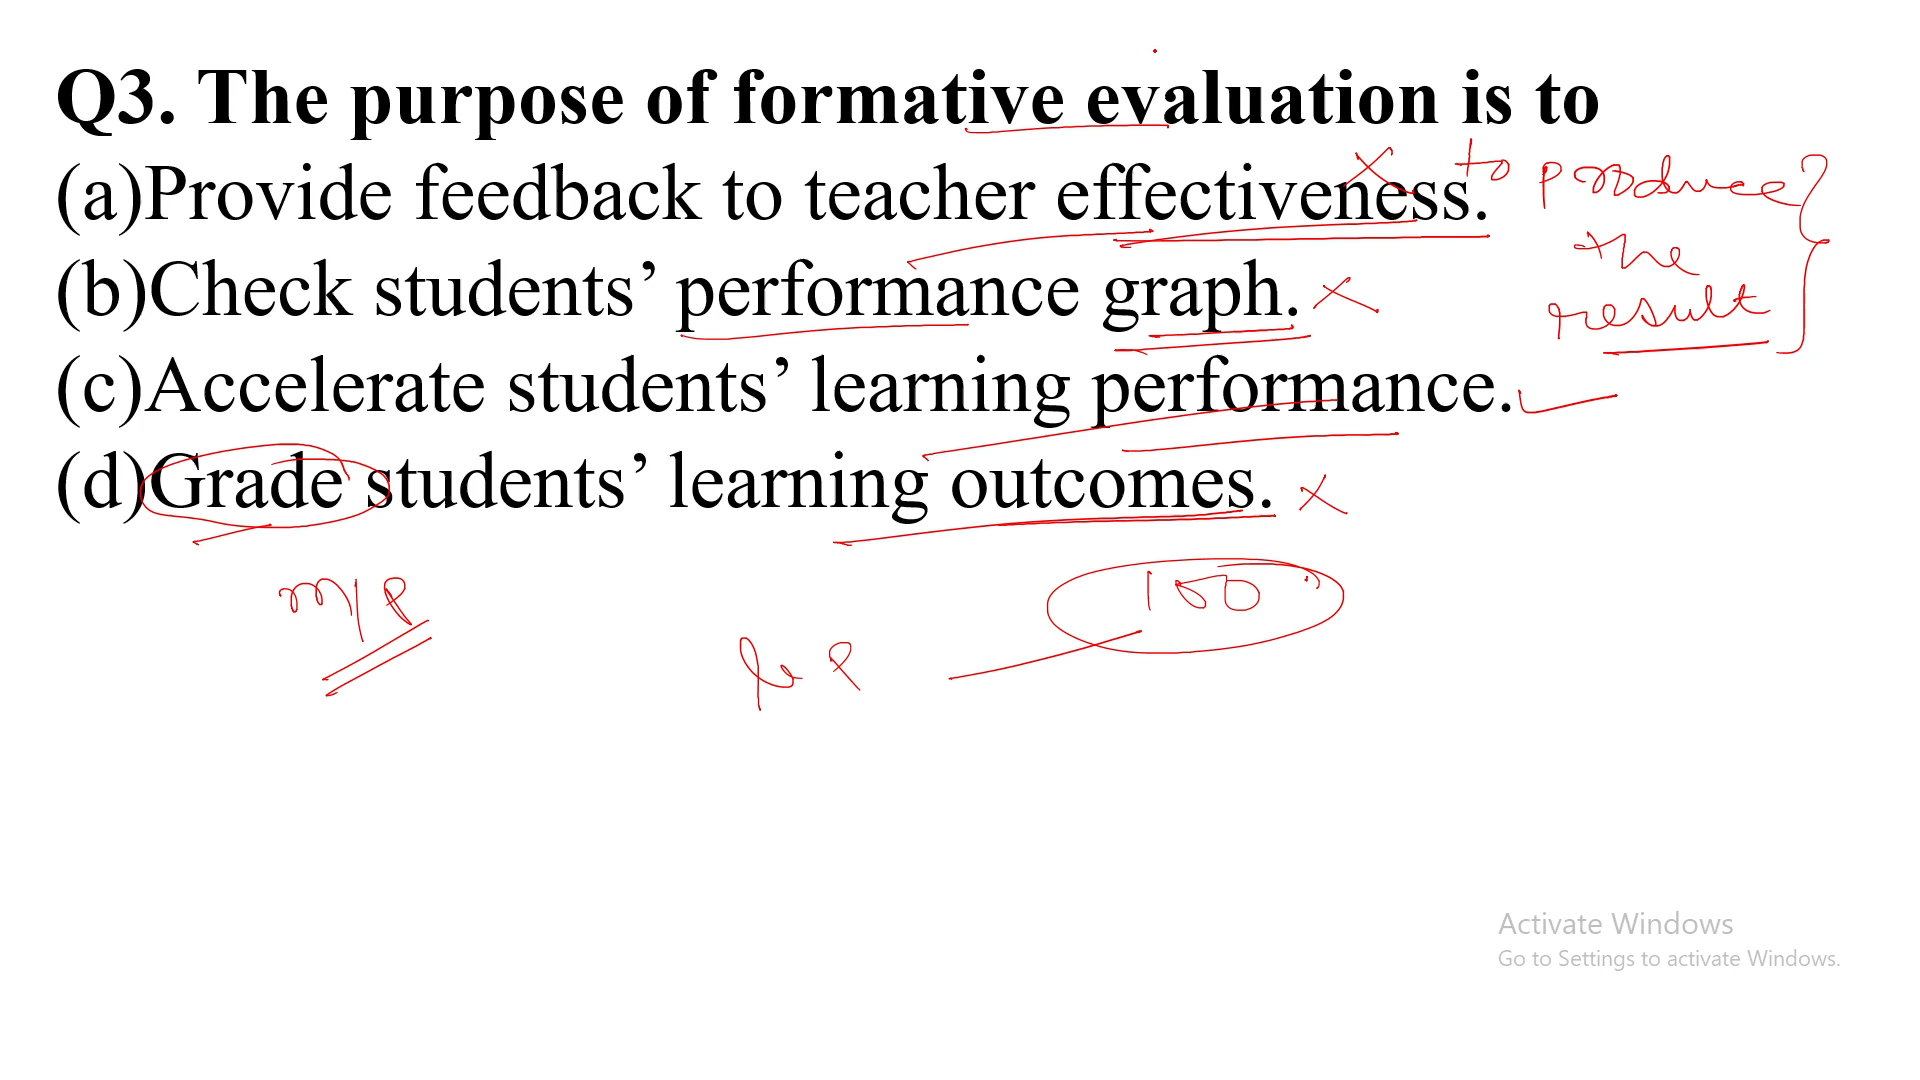 Q3. The purpose of formative evaluation is to
(a)Provide feedback to teacher effectiveness.
to produce
(b)Check students’ performance graph.
the
result
(c)Accelerate students’ learning performance.
(d)Grade students’ learning outcomes.
m/P
100
Activate Windows
Go to Settings to activate Windows.